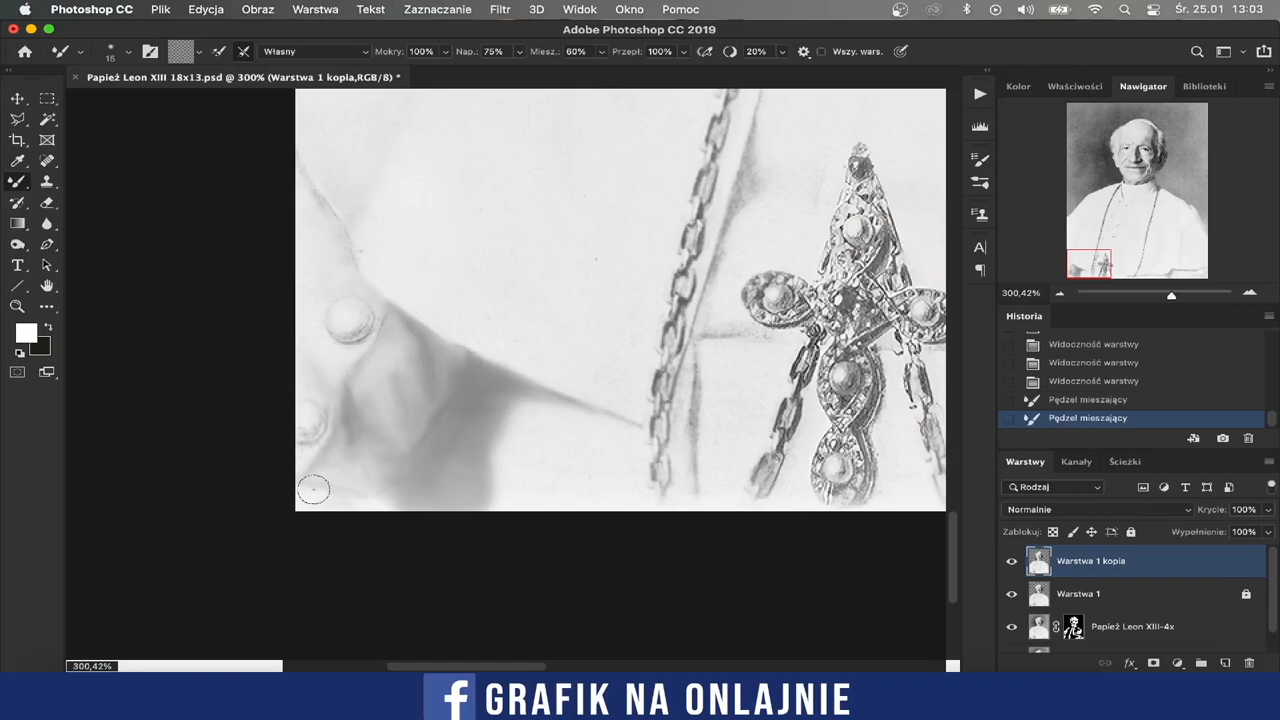 Photoshop CC Plik Edycja Obraz Warstwa Tekst Zaznaczanie Filtr 3D Widok Okno Pomoc Śr. 25.01 13:03
Adobe Photoshop CC 2019
15 Własny Mokry: 100% Nap.: 75% Miesz.: 60% Przepł.: 100% 20% Wszy. wars.
Papież Leon XIII 18x13.psd @ 300% (Warstwa 1 kopia,RGB/8) *
Kolor Właściwości Nawigator Biblioteki
300,42%
Historia
Widoczność warstwy
Widoczność warstwy
Widoczność warstwy
Pędzel mieszający
Pędzel mieszający
Warstwy Kanały Ścieżki
Rodzaj
Normalnie Krycie: 100%
Zablokuj: Wypełnienie: 100%
Warstwa 1 kopia
Warstwa 1
Papież Leon XIII-4x
300,42%
f GRAFIK NA ONLAJNIE